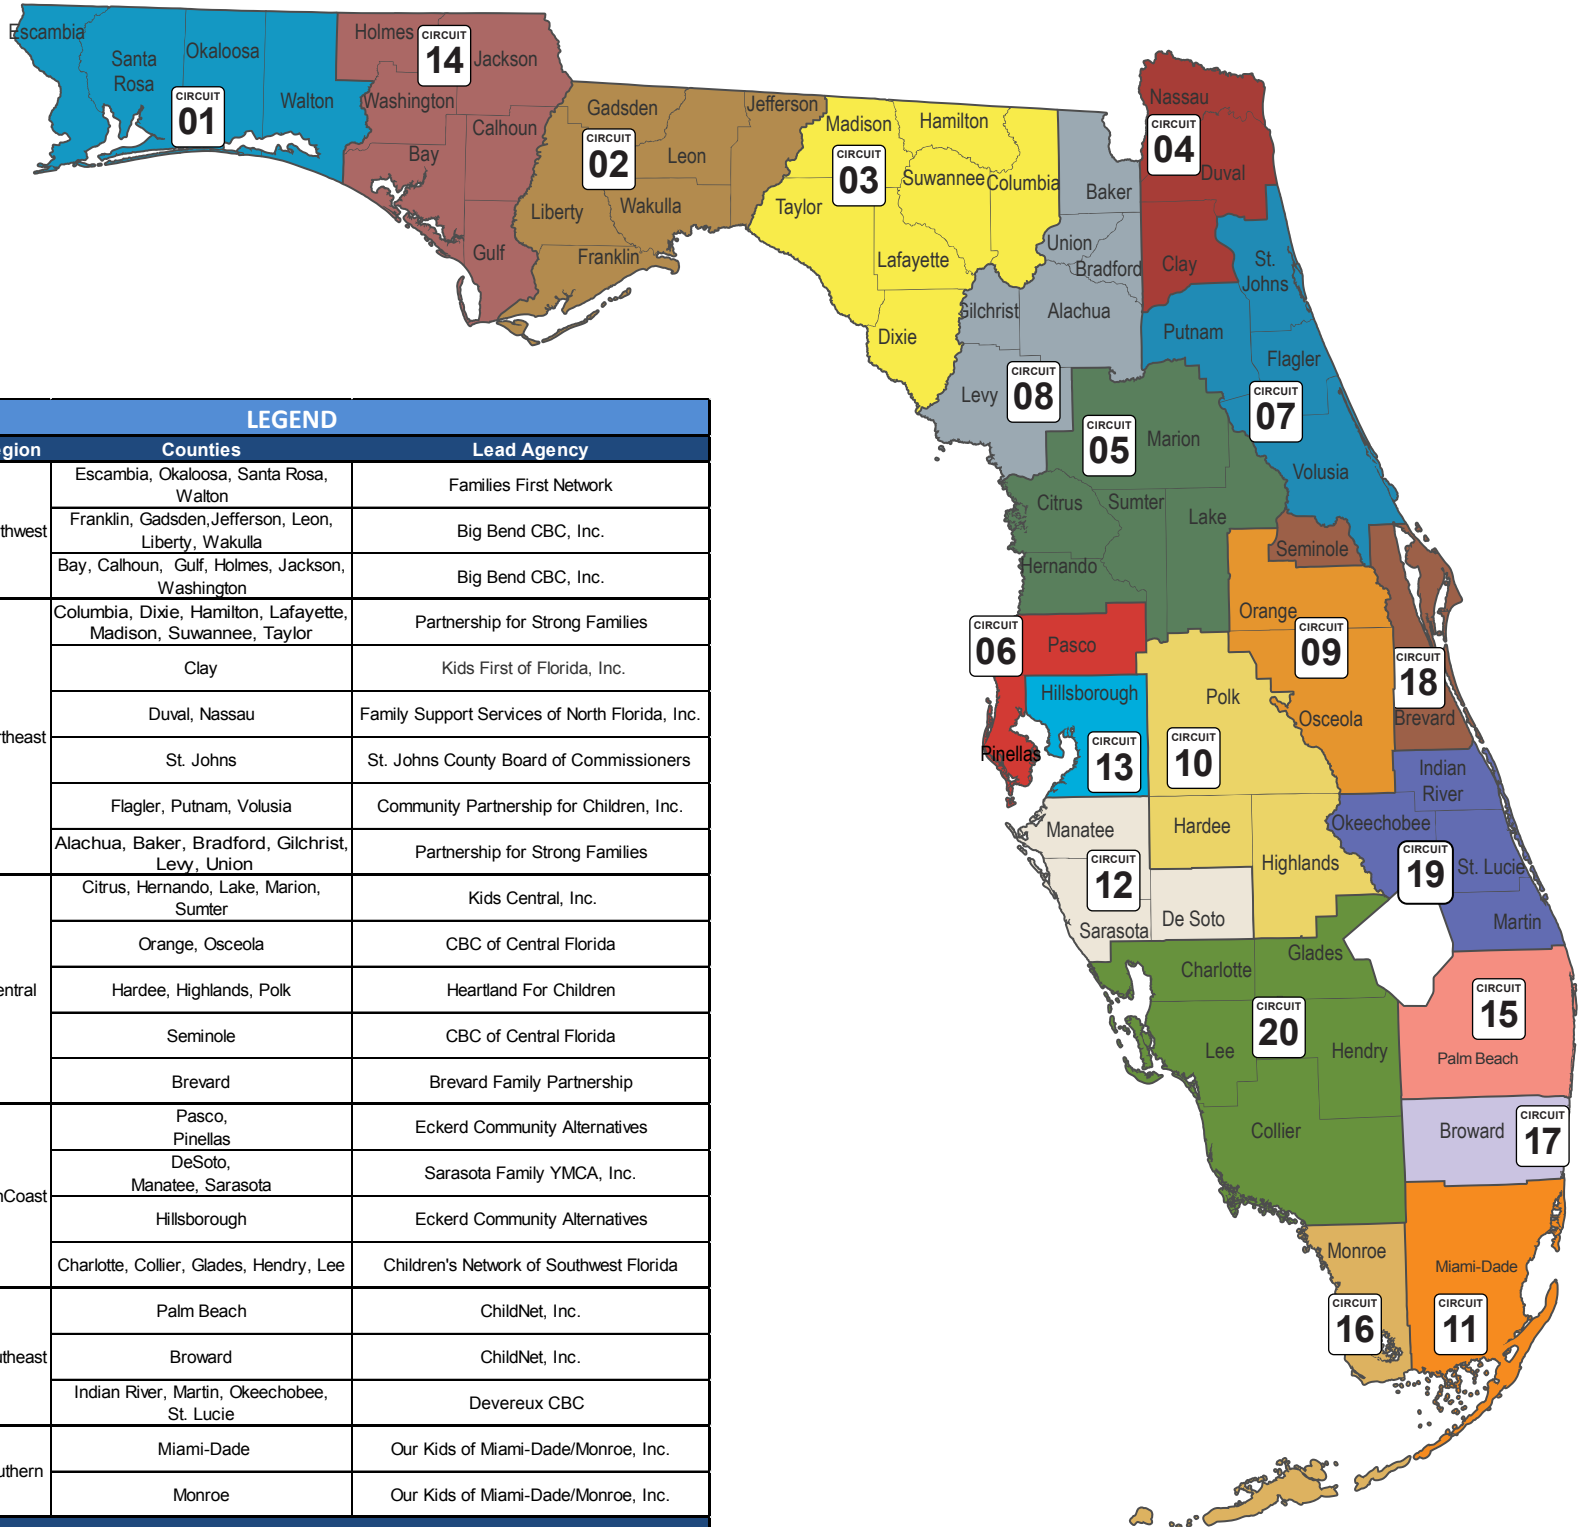 Escambia
Santa
Rosa
Okaloosa
Walton
CIRCUIT
01
Holmes
CIRCUIT
14
Jackson
Washington
Calhoun
Bay
Gulf
Gadsden
Jefferson
CIRCUIT
02
Leon
Liberty
Wakulla
Franklin
Madison
Hamilton
CIRCUIT
03
Suwannee
Columbia
Taylor
Lafayette
Dixie
Nassau
CIRCUIT
04
Duval
Baker
Union
Bradford
Clay
St.
Johns
Gilchrist
Alachua
Putnam
Flagler
Levy
CIRCUIT
08
CIRCUIT
07
CIRCUIT
05
Marion
Volusia
Citrus
Sumter
Lake
Hernando
Seminole
Orange
CIRCUIT
06
Pasco
CIRCUIT
09
CIRCUIT
18
Hillsborough
Polk
Osceola
Brevard
Pinellas
CIRCUIT
13
CIRCUIT
10
Indian
River
Manatee
Hardee
Okeechobee
Highlands
CIRCUIT
12
CIRCUIT
19
St. Lucie
Sarasota
De Soto
Martin
Glades
Charlotte
CIRCUIT
15
CIRCUIT
20
Lee
Hendry
Palm Beach
Collier
Broward
CIRCUIT
17
Monroe
Miami-Dade
CIRCUIT
16
CIRCUIT
11
LEGEND
gion Counties Lead Agency
thwest
Escambia, Okaloosa, Santa Rosa,
Walton
Families First Network
Franklin, Gadsden,Jefferson, Leon,
Liberty, Wakulla
Big Bend CBC, Inc.
Bay, Calhoun, Gulf, Holmes, Jackson,
Washington
Big Bend CBC, Inc.
theast
Columbia, Dixie, Hamilton, Lafayette,
Madison, Suwannee, Taylor
Partnership for Strong Families
Clay Kids First of Florida, Inc.
Duval, Nassau Family Support Services of North Florida, Inc.
St. Johns St. Johns County Board of Commissioners
Flagler, Putnam, Volusia Community Partnership for Children, Inc.
Alachua, Baker, Bradford, Gilchrist,
Levy, Union
Partnership for Strong Families
entral
Citrus, Hernando, Lake, Marion,
Sumter
Kids Central, Inc.
Orange, Osceola CBC of Central Florida
Hardee, Highlands, Polk Heartland For Children
Seminole CBC of Central Florida
Brevard Brevard Family Partnership
nCoast
Pasco,
Pinellas
Eckerd Community Alternatives
DeSoto,
Manatee, Sarasota
Sarasota Family YMCA, Inc.
Hillsborough Eckerd Community Alternatives
Charlotte, Collier, Glades, Hendry, Lee Children's Network of Southwest Florida
utheast
Palm Beach ChildNet, Inc.
Broward ChildNet, Inc.
Indian River, Martin, Okeechobee,
St. Lucie
Devereux CBC
uthern
Miami-Dade Our Kids of Miami-Dade/Monroe, Inc.
Monroe Our Kids of Miami-Dade/Monroe, Inc.